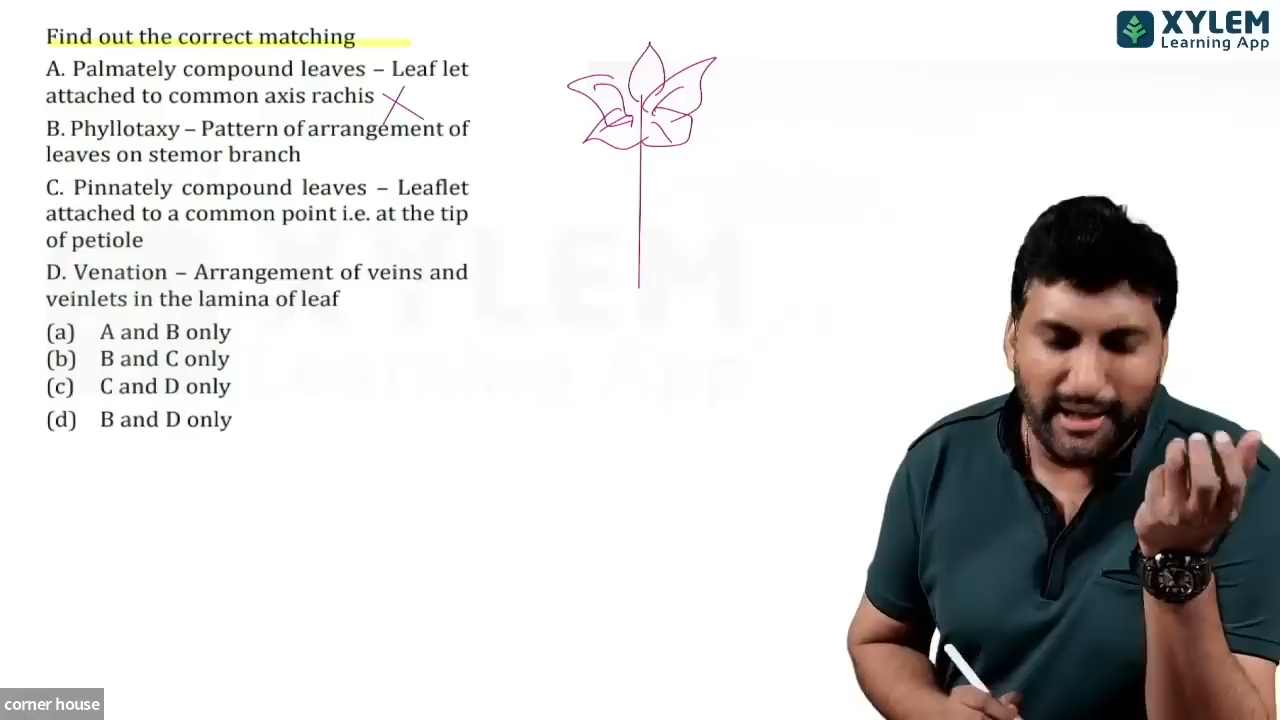 Find out the correct matching
A. Palmately compound leaves – Leaf let
attached to common axis rachis
B. Phyllotaxy – Pattern of arrangement of
leaves on stemor branch
C. Pinnately compound leaves – Leaflet
attached to a common point i.e. at the tip
of petiole
D. Venation – Arrangement of veins and
veinlets in the lamina of leaf
(a) A and B only
(b) B and C only
(c) C and D only
(d) B and D only
XYLEM
Learning App
XYLEM
Learning App
corner house